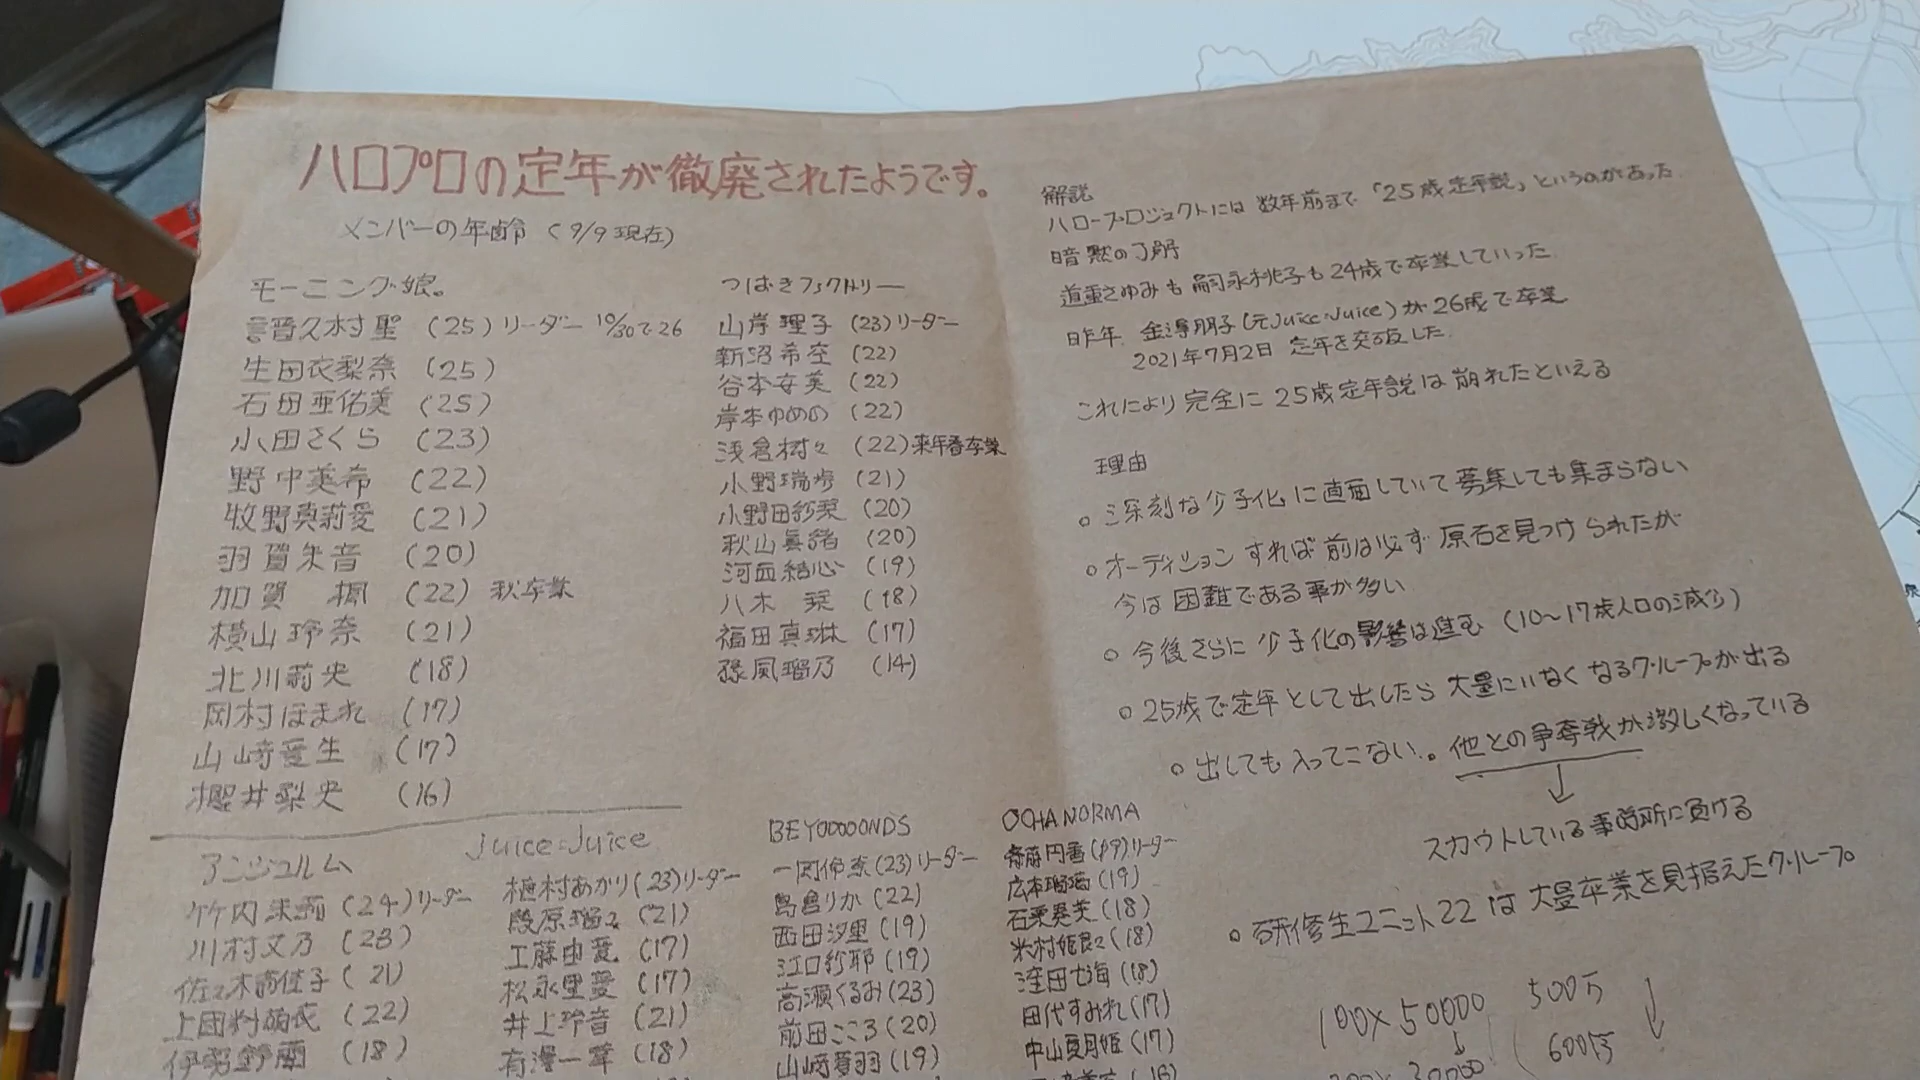 ハロプロの定年が徹廃されたようです。
メンバーの年齢 (9/9現在)
モーニング娘。
譜久村聖 (25) リーダー 10/30で26
生田衣梨奈 (25)
石田亜佑美 (25)
小田さくら (23)
野中美希 (22)
牧野真莉愛 (21)
羽賀朱音 (20)
加賀 楓 (22) 秋卒業
横山玲奈 (21)
北川莉央 (18)
岡村ほまれ (17)
山﨑愛生 (17)
櫻井梨央 (16)
つばきファクトリー
山岸理子 (23)リーダー
新沼希空 (22)
谷本安美 (22)
岸本ゆめの (22)
浅倉樹々 (22)来年春卒業
小野瑞歩 (21)
小野田紗栞 (20)
秋山眞緒 (20)
河西結心 (19)
八木 栞 (18)
福田真琳 (17)
豫風瑠乃 (14)
アンジュルム
竹内朱莉 (24)リーダー
川村文乃 (23)
佐々木莉佳子 (21)
上國料萌衣 (22)
伊勢鈴蘭 (18)
Juice=Juice
植村あかり(23)リーダー
段原瑠々 (21)
工藤由愛 (17)
松永里愛 (17)
井上玲音 (21)
有澤一華 (18)
BEYOOOOONDS
一岡伶奈(23)リーダー
島倉りか (22)
西田汐里 (19)
江口紗耶 (19)
高瀬くるみ(23)
前田こころ (20)
山﨑夢羽 (19)
OCHA NORMA
斎藤円香(19)リーダー
広本瑠璃 (19)
石栗奏美 (18)
米村姫良々 (18)
窪田七海 (18)
田代すみれ (17)
中山夏月姫 (17)
(16)
解説
ハロープロジェクトには 数年前まで「25歳定年説」というのがあった
暗黙の了解
道重さゆみも 嗣永桃子も 24歳で卒業していった
昨年 金澤朋子(元Juice=Juice)が26歳で卒業
2021年7月2日 定年を突破した。
これにより完全に 25歳定年説は 崩れたといえる
理由
○ 深刻な少子化に直面していて募集しても集まらない
○ オーディションすれば 前は必ず 原石を見つけられたが
今は困難である事が多い
○ 今後さらに 少子化の影響は進む (10〜17歳人口の減少)
○ 25歳で定年として出したら 大量にいなくなるグループが出る
○ 出しても入ってこない。他との争奪戦が激しくなっている
↓
スカウトしている事務所に負ける
○ 研修生ユニット22は 大量卒業を見据えたグループ
100×50000 500万 ↓
30000 600万